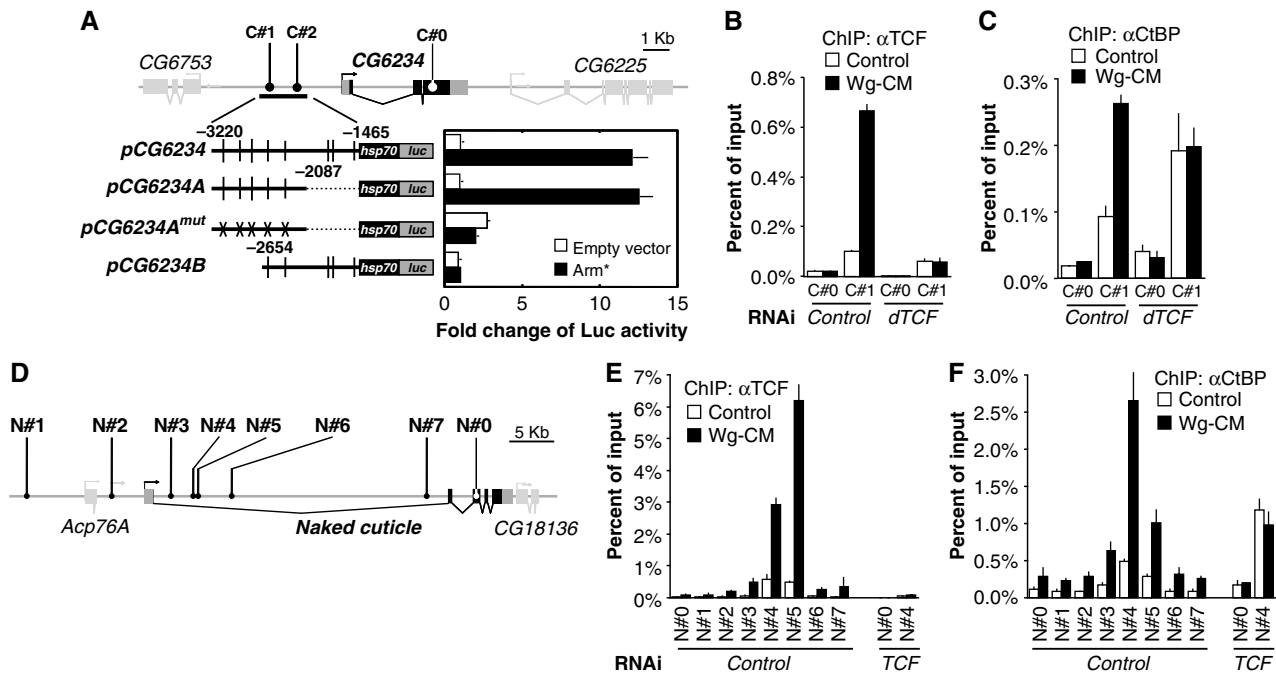 A
C#1 C#2 C#0
CG6753 CG6234 CG6225
1 Kb
–3220 –1465
pCG6234 hsp70 luc
–2087
pCG6234A hsp70 luc
pCG6234Amut hsp70 luc
–2654
pCG6234B hsp70 luc
Empty vector
Arm*
0 5 10 15
Fold change of Luc activity
B
ChIP: αTCF
Control
Wg-CM
Percent of input
0.8%
0.6%
0.4%
0.2%
0.0%
C#0 C#1 C#0 C#1
RNAi Control dTCF
C
ChIP: αCtBP
Control
Wg-CM
Percent of input
0.3%
0.2%
0.1%
0.0%
C#0 C#1 C#0 C#1
Control dTCF
D
N#1 N#2 N#3 N#4 N#5 N#6 N#7 N#0
5 Kb
Acp76A Naked cuticle CG18136
E
ChIP: αTCF
Control
Wg-CM
Percent of input
7%
6%
5%
4%
3%
2%
1%
0%
N#0 N#1 N#2 N#3 N#4 N#5 N#6 N#7 N#0 N#4
RNAi Control TCF
F
ChIP: αCtBP
Control
Wg-CM
Percent of input
3.0%
2.5%
2.0%
1.5%
1.0%
0.5%
0.0%
N#0 N#1 N#2 N#3 N#4 N#5 N#6 N#7 N#0 N#4
Control TCF